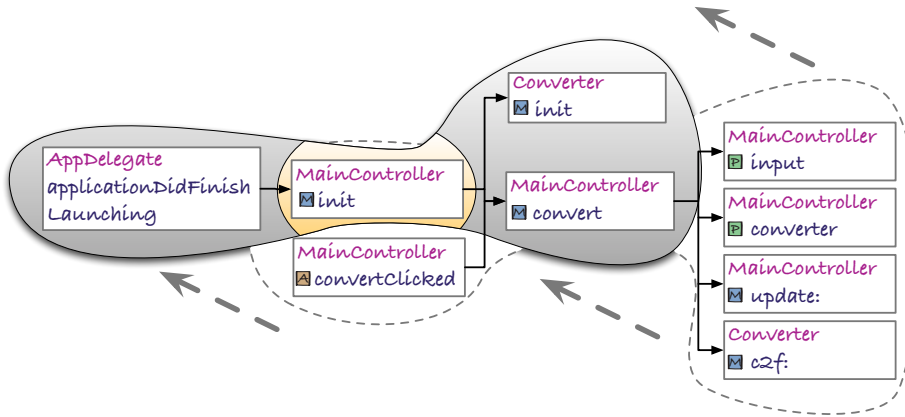 AppDelegate
applicationDidFinish
Launching
MainController
M init
MainController
A convertClicked
Converter
M init
MainController
M convert
MainController
P input
MainController
P converter
MainController
M update:
Converter
M c2f: